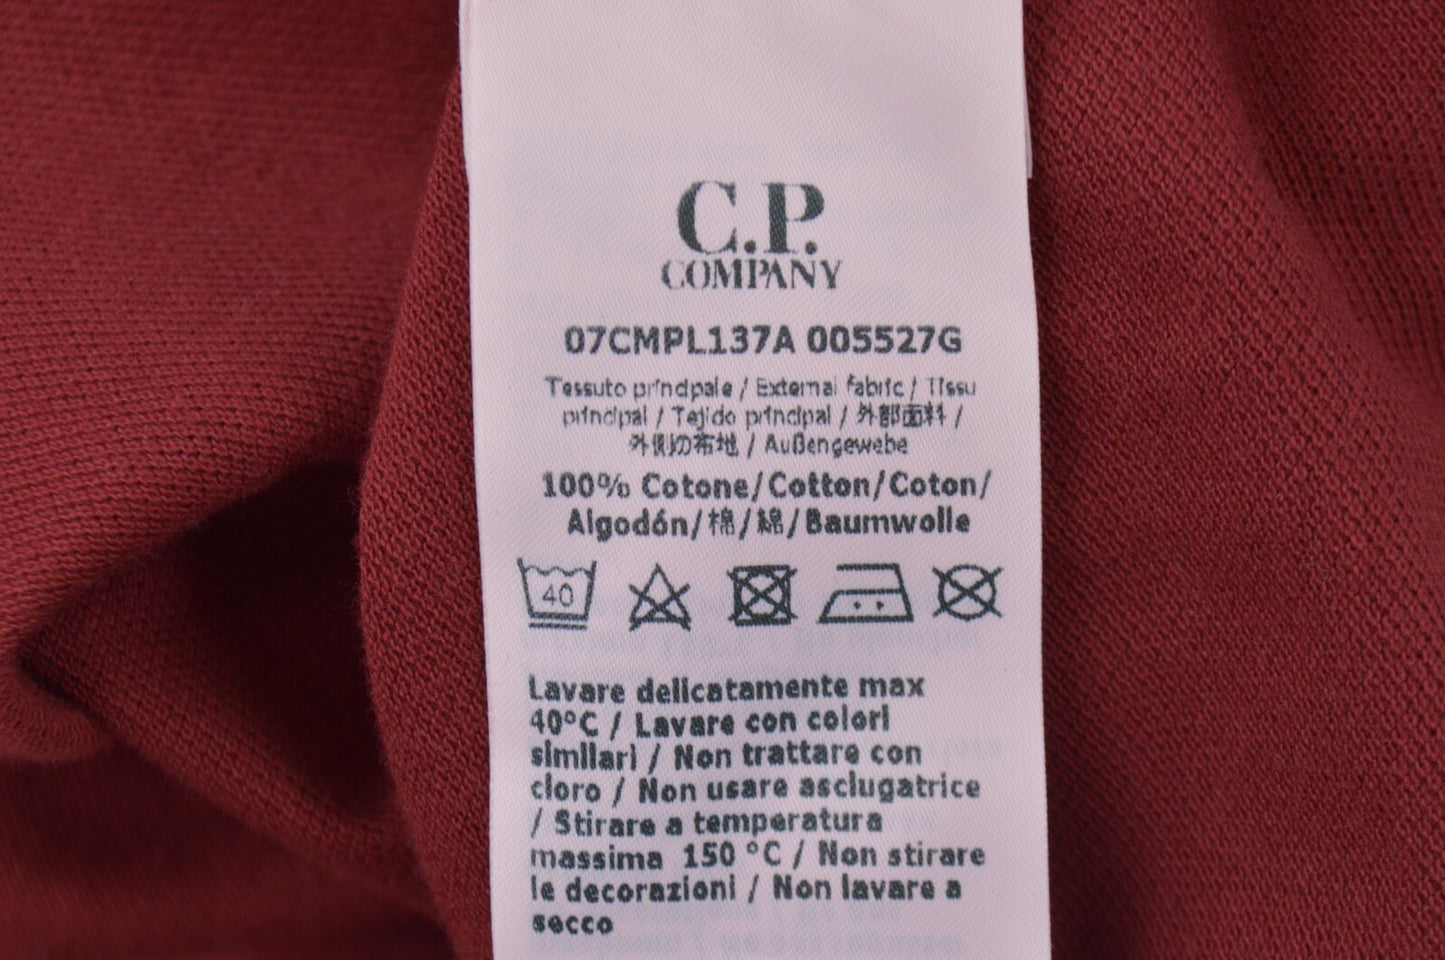 C.P.
COMPANY
07CMPL137A 005527G
Tessuto principale / External fabric / Tissu
principal / Tejido principal / 外部面料 /
外側の布地 / Außengewebe
100% Cotone/Cotton/Coton/
Algodón/棉/綿/Baumwolle
40
Lavare delicatamente max
40°C / Lavare con colori
similari / Non trattare con
cloro / Non usare asciugatrice
/ Stirare a temperatura
massima 150 °C / Non stirare
le decorazioni / Non lavare a
secco